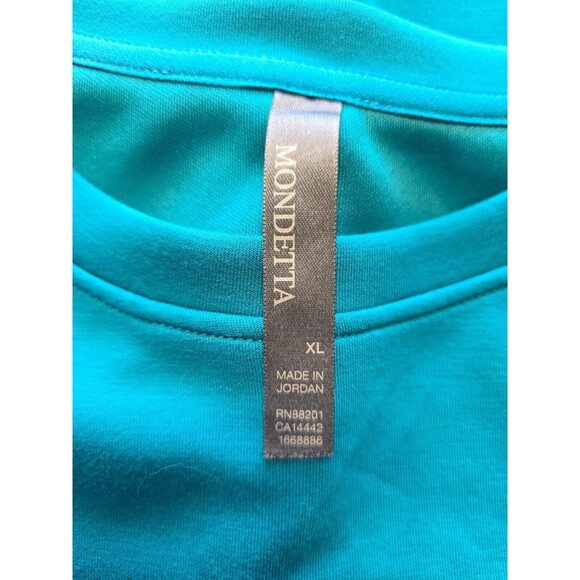 MONDETTA
XL
MADE IN
JORDAN
RN88201
CA14442
1668886